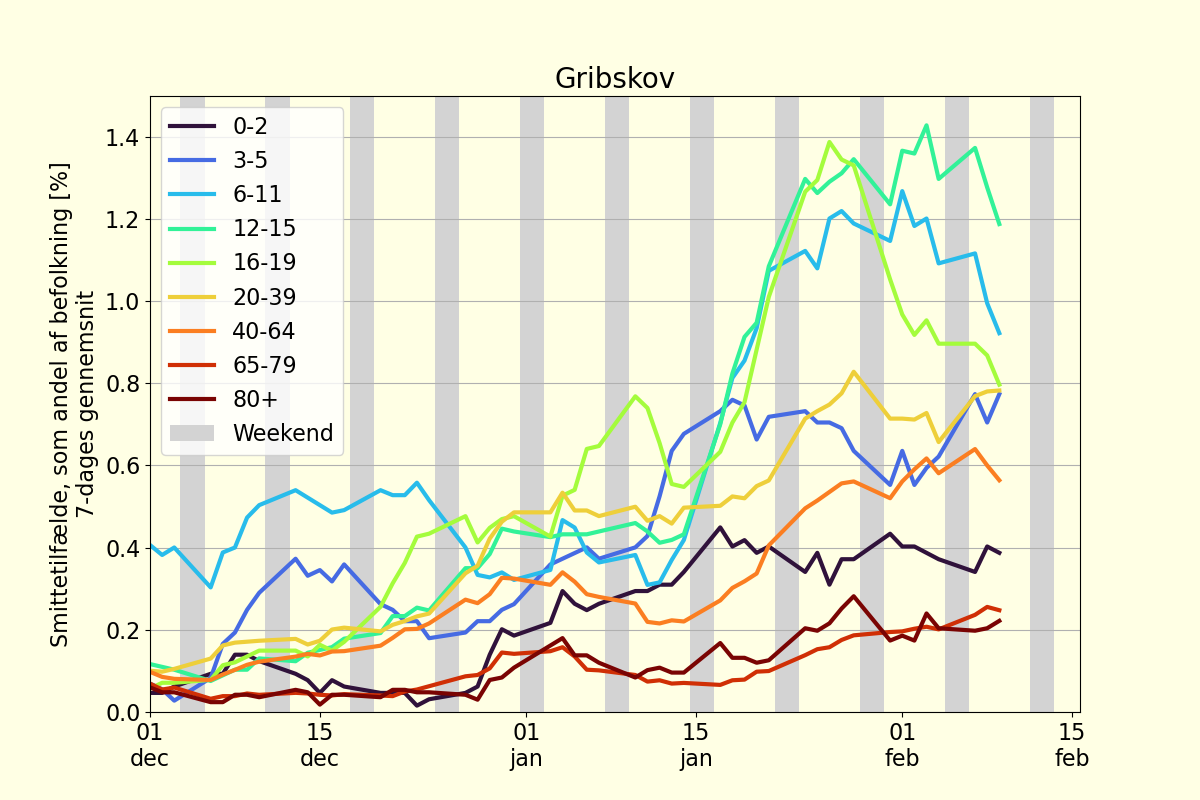 Gribskov
Smittetilfælde, som andel af befolkning [%]
7-dages gennemsnit
1.4
1.2
1.0
0.8
0.6
0.4
0.2
0.0
0-2
3-5
6-11
12-15
16-19
20-39
40-64
65-79
80+
Weekend
01 15 01 15 01 15
dec dec jan jan feb feb